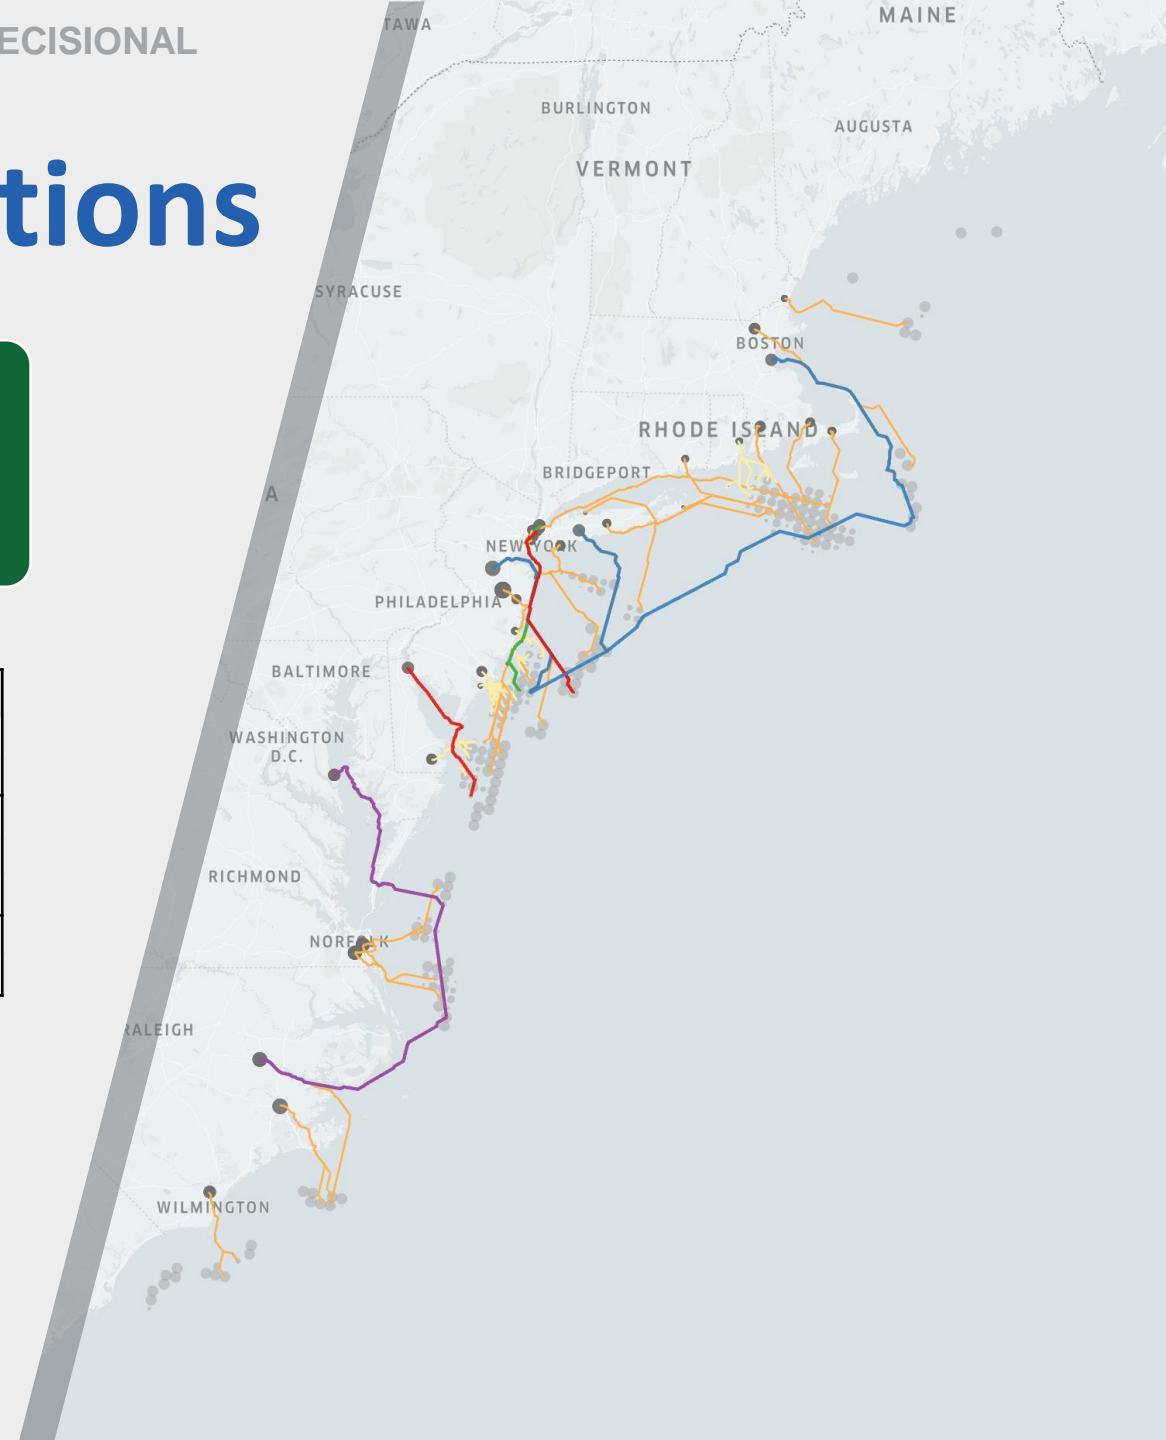 ECISIONAL
tions
TAWA
MAINE
BURLINGTON
AUGUSTA
VERMONT
SYRACUSE
BOSTON
RHODE ISLAND
BRIDGEPORT
A
NEW YORK
PHILADELPHIA
BALTIMORE
WASHINGTON
D.C.
RICHMOND
NORFOLK
RALEIGH
WILMINGTON